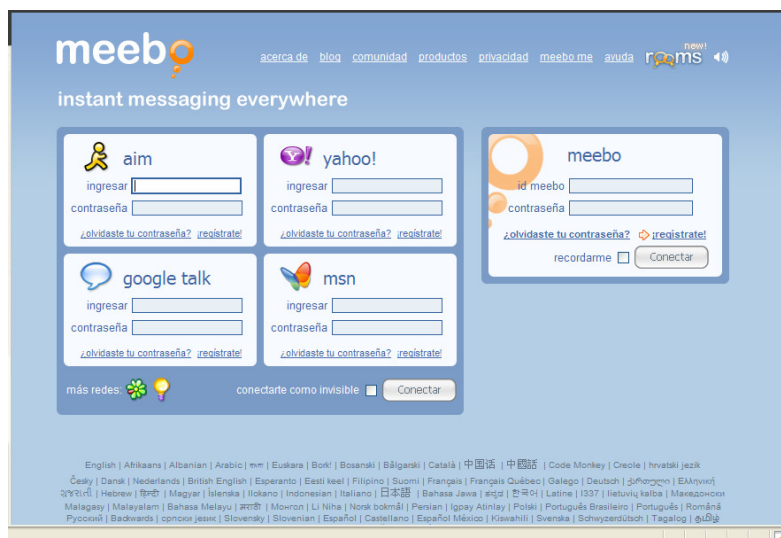 meebo
acerca de blog comunidad productos privacidad meebo me ayuda rooms new!
instant messaging everywhere
aim
ingresar
contraseña
¿olvidaste tu contraseña? ¡regístrate!
yahoo!
ingresar
contraseña
¿olvidaste tu contraseña? ¡regístrate!
google talk
ingresar
contraseña
¿olvidaste tu contraseña? ¡regístrate!
msn
ingresar
contraseña
¿olvidaste tu contraseña? ¡regístrate!
más redes:
conectarte como invisible Conectar
meebo
id meebo
contraseña
¿olvidaste tu contraseña? ¡regístrate!
recordarme Conectar
English | Afrikaans | Albanian | Arabic | | Euskara | Bork! | Bosanski | Bâlgarski | Català | 中国话 | 中國話 | Code Monkey | Creole | hrvatski jezik
Česky | Dansk | Nederlands | British English | Esperanto | Eesti keel | Filipino | Suomi | Français | Français Québec | Galego | Deutsch | ქართული | Ελληνική
| Hebrew | हिन्दी | Magyar | Íslenska | Ilokano | Indonesian | Italiano | 日本語 | Bahasa Jawa | ಕನ್ನಡ | 한국어 | Latine | l337 | lietuvių kalba | Македонски
Malagasy | Malayalam | Bahasa Melayu | मराठी | Монгол | Li Niha | Norsk bokmål | Persian | Igpay Atinlay | Polski | Português | Português Brasileiro | Română
Русский | Backwards | српски језик | Slovensky | Slovenian | Español | Castellano | Español México | Kiswahili | Svenska | Schwyzerdütsch | Tagalog | தமிழ்